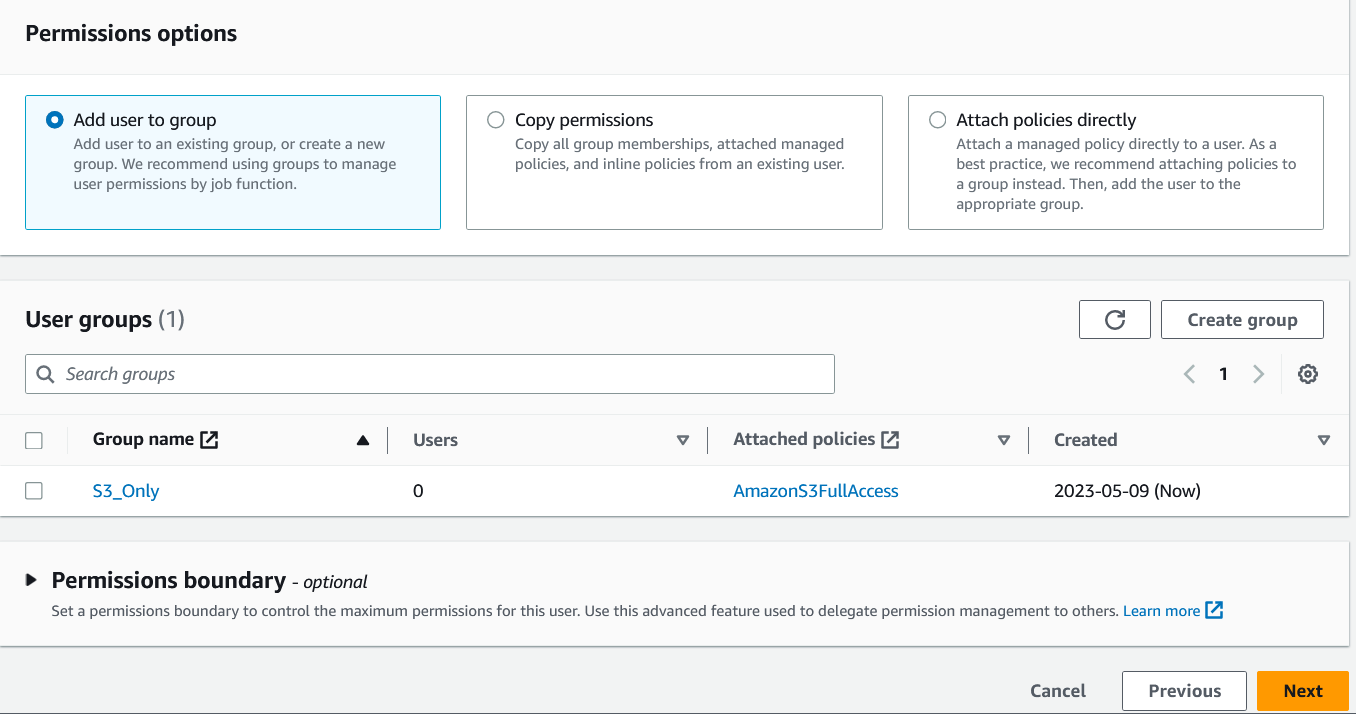 Permissions options
Add user to group
Add user to an existing group, or create a new
group. We recommend using groups to manage
user permissions by job function.
Copy permissions
Copy all group memberships, attached managed
policies, and inline policies from an existing user.
Attach policies directly
Attach a managed policy directly to a user. As a
best practice, we recommend attaching policies to
a group instead. Then, add the user to the
appropriate group.
User groups (1)
Create group
Search groups
1
Group name Users Attached policies Created
S3_Only 0 AmazonS3FullAccess 2023-05-09 (Now)
Permissions boundary - optional
Set a permissions boundary to control the maximum permissions for this user. Use this advanced feature used to delegate permission management to others. Learn more
Cancel Previous Next